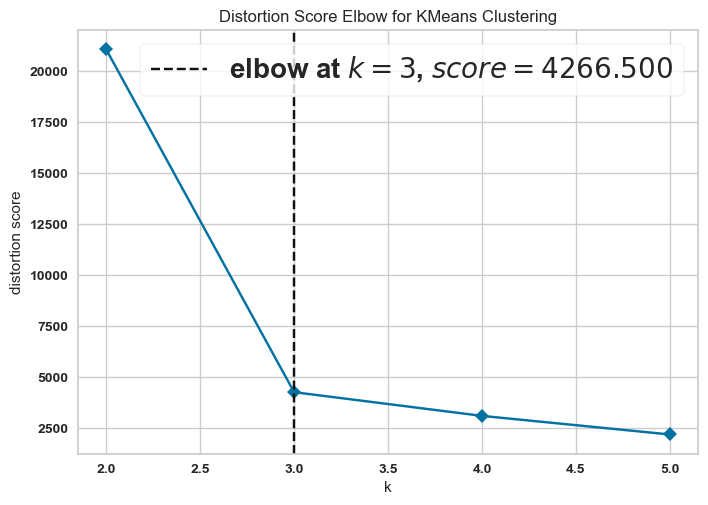 Distortion Score Elbow for KMeans Clustering
elbow at k = 3, score = 4266.500
distortion score
20000
17500
15000
12500
10000
7500
5000
2500
2.0 2.5 3.0 3.5 4.0 4.5 5.0
k